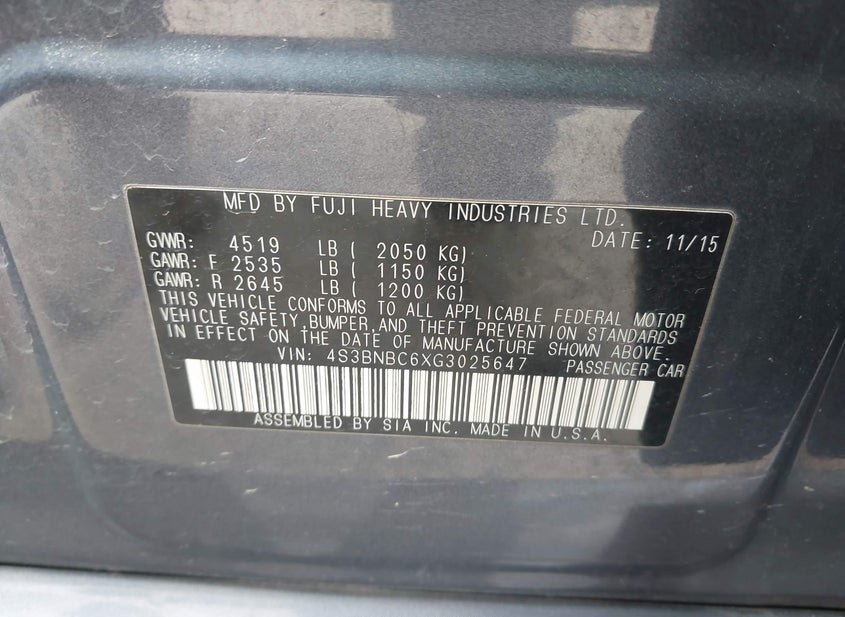 MFD BY FUJI HEAVY INDUSTRIES LTD.
DATE: 11/15
GVWR: 4519 LB ( 2050 KG)
GAWR: F 2535 LB ( 1150 KG)
GAWR: R 2645 LB ( 1200 KG)
THIS VEHICLE CONFORMS TO ALL APPLICABLE FEDERAL MOTOR
VEHICLE SAFETY,BUMPER,AND THEFT PREVENTION STANDARDS
IN EFFECT ON THE DATE OF MANUFACTURE SHOWN ABOVE.
VIN: 4S3BNBC6XG3025647 PASSENGER CAR
ASSEMBLED BY SIA INC. MADE IN U.S.A.